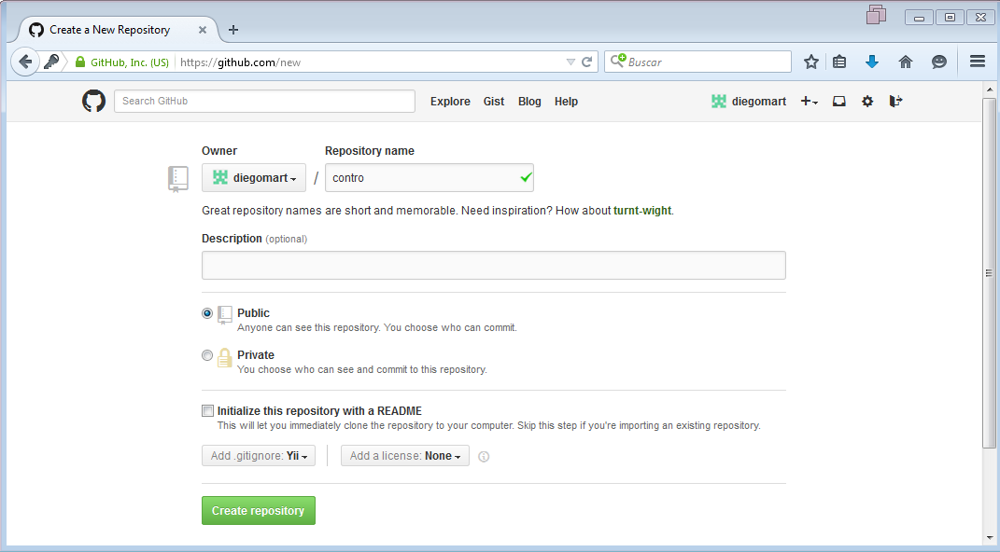 Create a New Repository
GitHub, Inc. (US) https://github.com/new Buscar
Search GitHub Explore Gist Blog Help diegomart
Owner Repository name
diegomart / contro
Great repository names are short and memorable. Need inspiration? How about turnt-wight.
Description (optional)
Public
Anyone can see this repository. You choose who can commit.
Private
You choose who can see and commit to this repository.
Initialize this repository with a README
This will let you immediately clone the repository to your computer. Skip this step if you're importing an existing repository.
Add .gitignore: Yii Add a license: None
Create repository